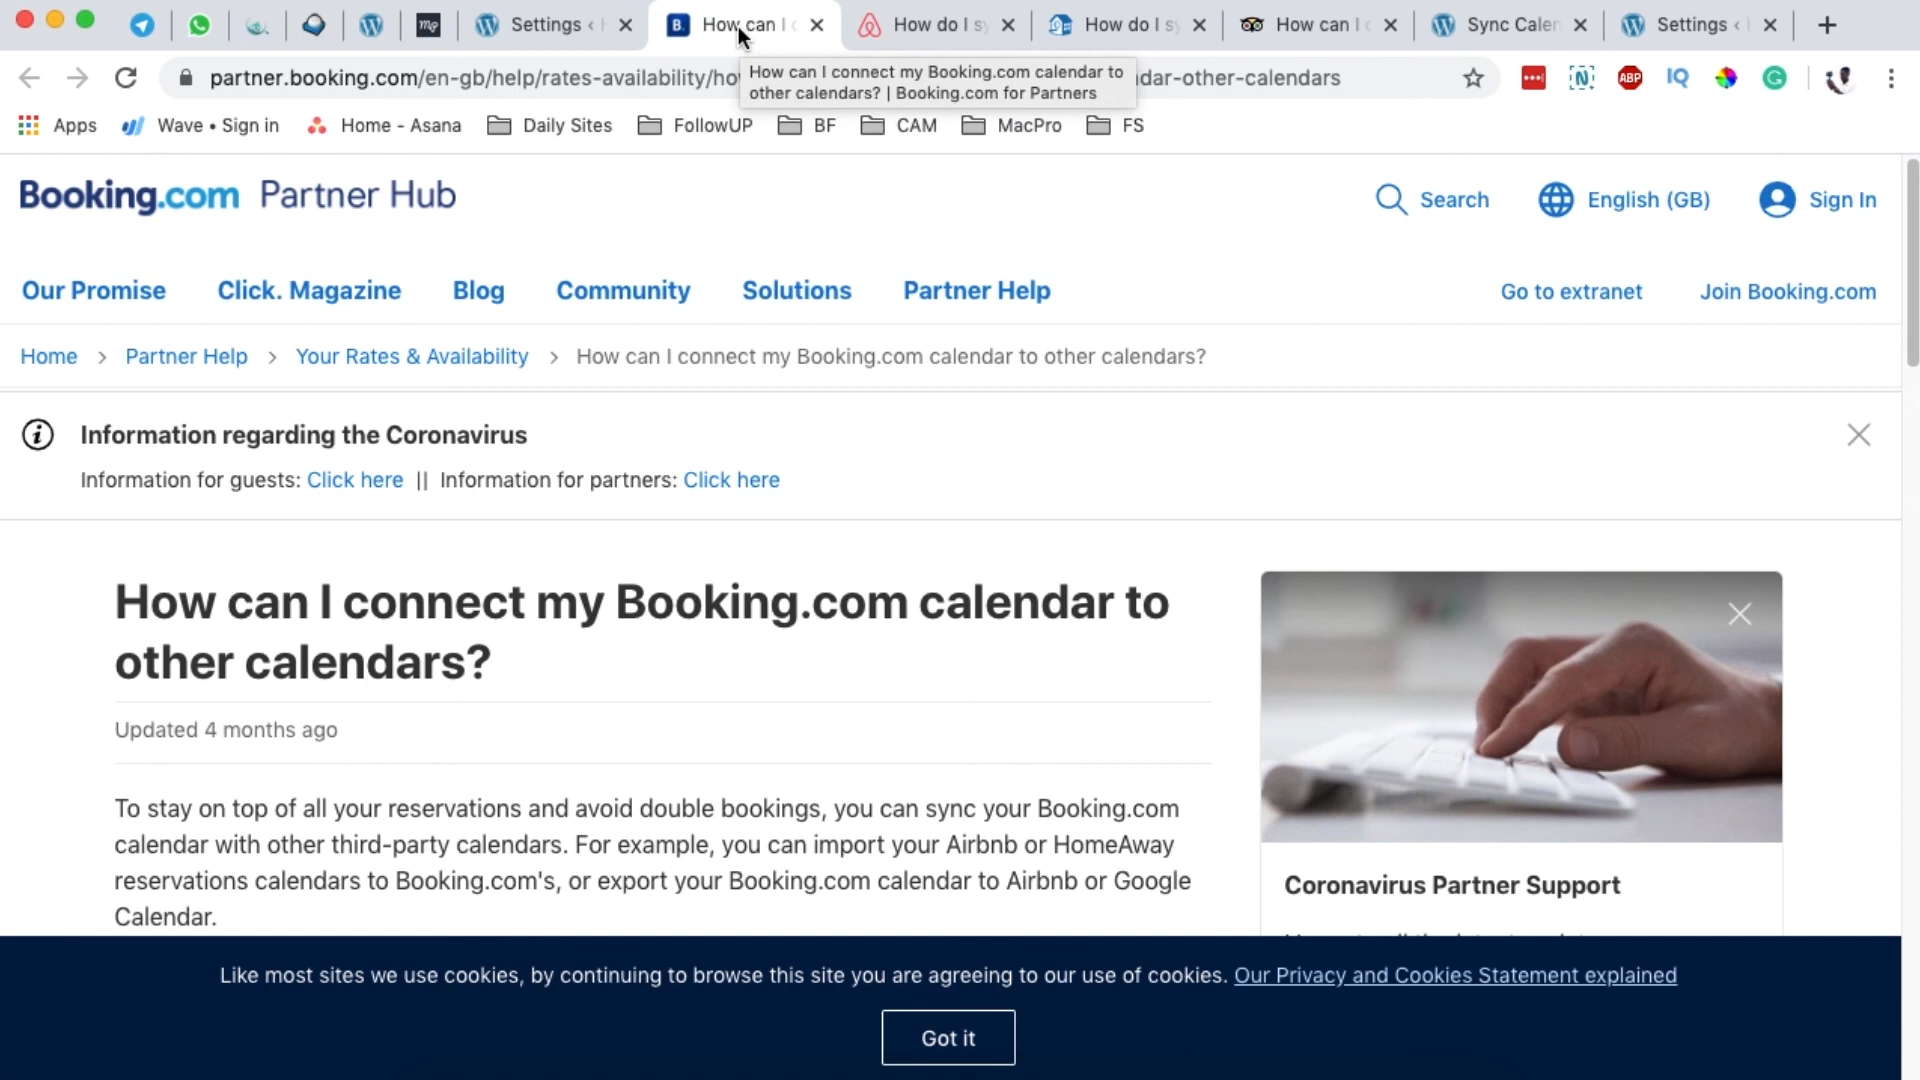 Settings ‹
How can I
How do I sy
How do I sy
How can I
Sync Calen
Settings ‹
partner.booking.com/en-gb/help/rates-availability/how
dar-other-calendars
How can I connect my Booking.com calendar to
other calendars? | Booking.com for Partners
ABP
IQ
Apps
Wave • Sign in
Home - Asana
Daily Sites
FollowUP
BF
CAM
MacPro
FS
Booking.com Partner Hub
Search
English (GB)
Sign In
Our Promise
Click. Magazine
Blog
Community
Solutions
Partner Help
Go to extranet
Join Booking.com
Home > Partner Help > Your Rates & Availability > How can I connect my Booking.com calendar to other calendars?
Information regarding the Coronavirus
Information for guests: Click here || Information for partners: Click here
How can I connect my Booking.com calendar to
other calendars?
Updated 4 months ago
To stay on top of all your reservations and avoid double bookings, you can sync your Booking.com
calendar with other third-party calendars. For example, you can import your Airbnb or HomeAway
reservations calendars to Booking.com's, or export your Booking.com calendar to Airbnb or Google
Calendar.
Coronavirus Partner Support
Like most sites we use cookies, by continuing to browse this site you are agreeing to our use of cookies. Our Privacy and Cookies Statement explained
Got it